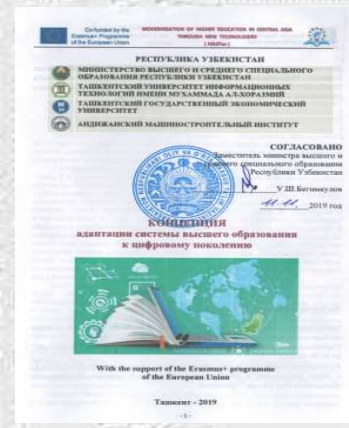 Co-funded by the
Erasmus+ Programme
of the European Union
MODERNISATION OF HIGHER EDUCATION IN CENTRAL ASIA
THROUGH NEW TECHNOLOGIES
РЕСПУБЛИКА УЗБЕКИСТАН
МИНИСТЕРСТВО ВЫСШЕГО И СРЕДНЕГО СПЕЦИАЛЬНОГО
ОБРАЗОВАНИЯ РЕСПУБЛИКИ УЗБЕКИСТАН
ТАШКЕНТСКИЙ УНИВЕРСИТЕТ ИНФОРМАЦИОННЫХ
ТЕХНОЛОГИЙ ИМЕНИ МУХАММАДА АЛ-ХОРАЗМИЙ
ТАШКЕНТСКИЙ ГОСУДАРСТВЕННЫЙ ЭКОНОМИЧЕСКИЙ
УНИВЕРСИТЕТ
АНДИЖАНСКИЙ МАШИНОСТРОИТЕЛЬНЫЙ ИНСТИТУТ
СОГЛАСОВАНО
Заместитель министра высшего и
среднего специального образования
Республики Узбекистан
У.Ш.Бегимкулов
11.11. 2019 год
КОНЦЕПЦИЯ
адаптации системы высшего образования
к цифровому поколению
With the support of the Erasmus+ programme
of the European Union
Ташкент - 2019